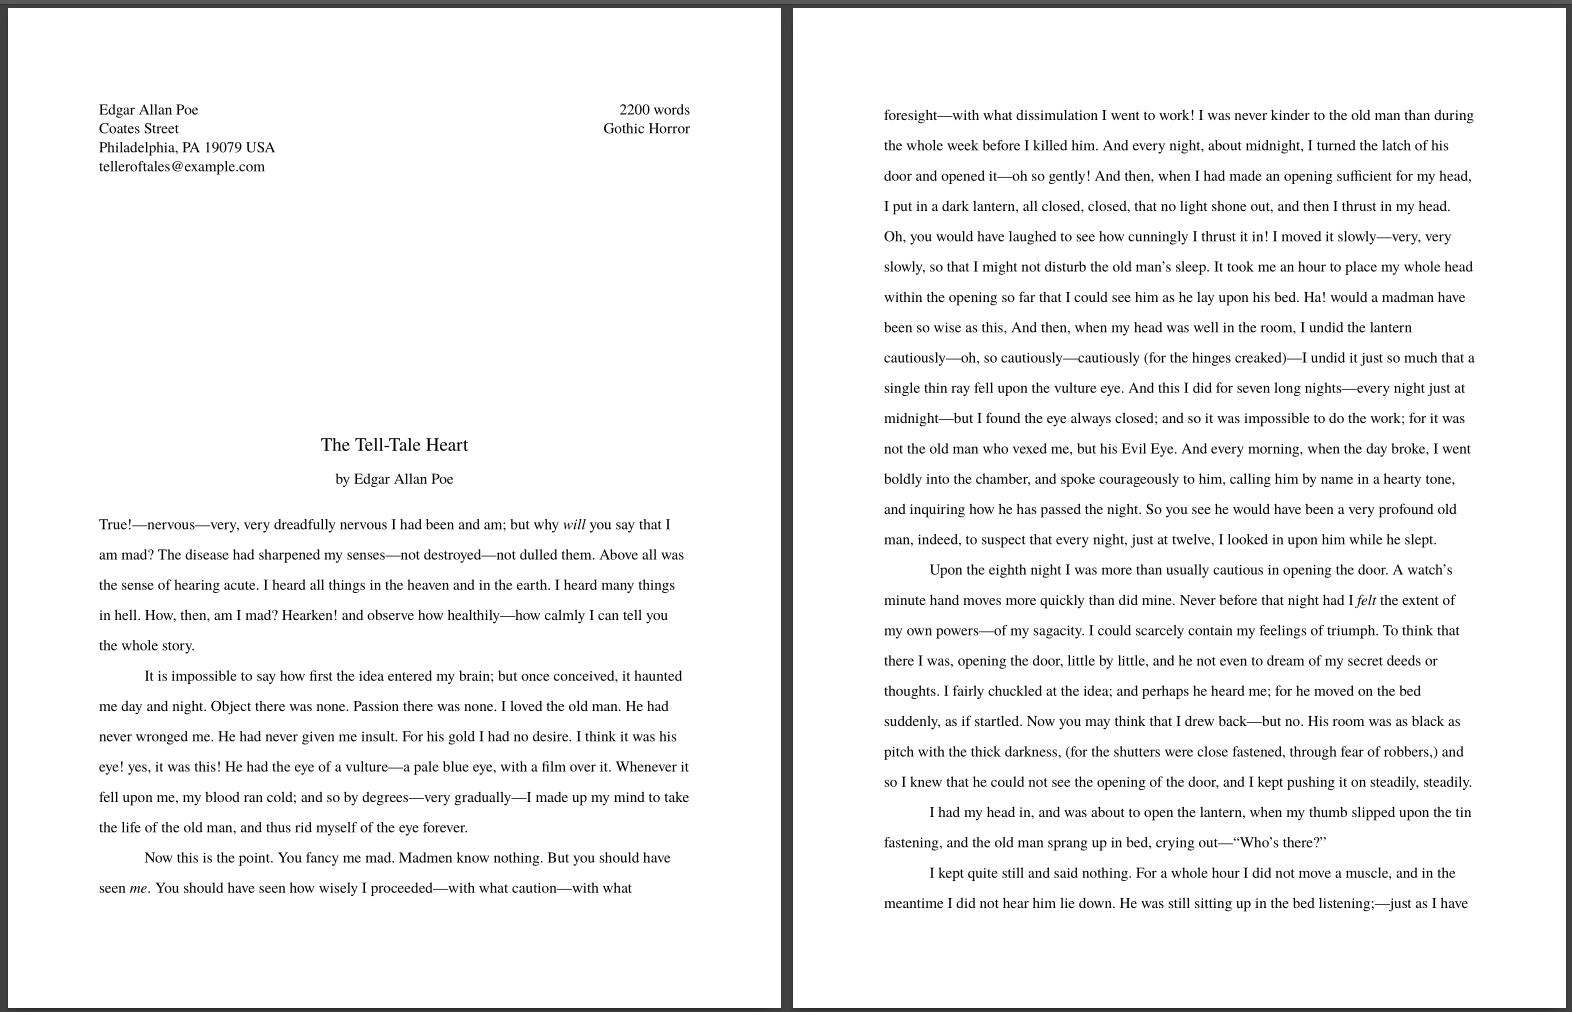 Edgar Allan Poe
Coates Street
Philadelphia, PA 19079 USA
telleroftales@example.com
2200 words
Gothic Horror
The Tell-Tale Heart
by Edgar Allan Poe
True!—nervous—very, very dreadfully nervous I had been and am; but why will you say that I
am mad? The disease had sharpened my senses—not destroyed—not dulled them. Above all was
the sense of hearing acute. I heard all things in the heaven and in the earth. I heard many things
in hell. How, then, am I mad? Hearken! and observe how healthily—how calmly I can tell you
the whole story.
It is impossible to say how first the idea entered my brain; but once conceived, it haunted
me day and night. Object there was none. Passion there was none. I loved the old man. He had
never wronged me. He had never given me insult. For his gold I had no desire. I think it was his
eye! yes, it was this! He had the eye of a vulture—a pale blue eye, with a film over it. Whenever it
fell upon me, my blood ran cold; and so by degrees—very gradually—I made up my mind to take
the life of the old man, and thus rid myself of the eye forever.
Now this is the point. You fancy me mad. Madmen know nothing. But you should have
seen me. You should have seen how wisely I proceeded—with what caution—with what
foresight—with what dissimulation I went to work! I was never kinder to the old man than during
the whole week before I killed him. And every night, about midnight, I turned the latch of his
door and opened it—oh so gently! And then, when I had made an opening sufficient for my head,
I put in a dark lantern, all closed, closed, that no light shone out, and then I thrust in my head.
Oh, you would have laughed to see how cunningly I thrust it in! I moved it slowly—very, very
slowly, so that I might not disturb the old man’s sleep. It took me an hour to place my whole head
within the opening so far that I could see him as he lay upon his bed. Ha! would a madman have
been so wise as this, And then, when my head was well in the room, I undid the lantern
cautiously—oh, so cautiously—cautiously (for the hinges creaked)—I undid it just so much that a
single thin ray fell upon the vulture eye. And this I did for seven long nights—every night just at
midnight—but I found the eye always closed; and so it was impossible to do the work; for it was
not the old man who vexed me, but his Evil Eye. And every morning, when the day broke, I went
boldly into the chamber, and spoke courageously to him, calling him by name in a hearty tone,
and inquiring how he has passed the night. So you see he would have been a very profound old
man, indeed, to suspect that every night, just at twelve, I looked in upon him while he slept.
Upon the eighth night I was more than usually cautious in opening the door. A watch’s
minute hand moves more quickly than did mine. Never before that night had I felt the extent of
my own powers—of my sagacity. I could scarcely contain my feelings of triumph. To think that
there I was, opening the door, little by little, and he not even to dream of my secret deeds or
thoughts. I fairly chuckled at the idea; and perhaps he heard me; for he moved on the bed
suddenly, as if startled. Now you may think that I drew back—but no. His room was as black as
pitch with the thick darkness, (for the shutters were close fastened, through fear of robbers,) and
so I knew that he could not see the opening of the door, and I kept pushing it on steadily, steadily.
I had my head in, and was about to open the lantern, when my thumb slipped upon the tin
fastening, and the old man sprang up in bed, crying out—“Who’s there?”
I kept quite still and said nothing. For a whole hour I did not move a muscle, and in the
meantime I did not hear him lie down. He was still sitting up in the bed listening;—just as I have